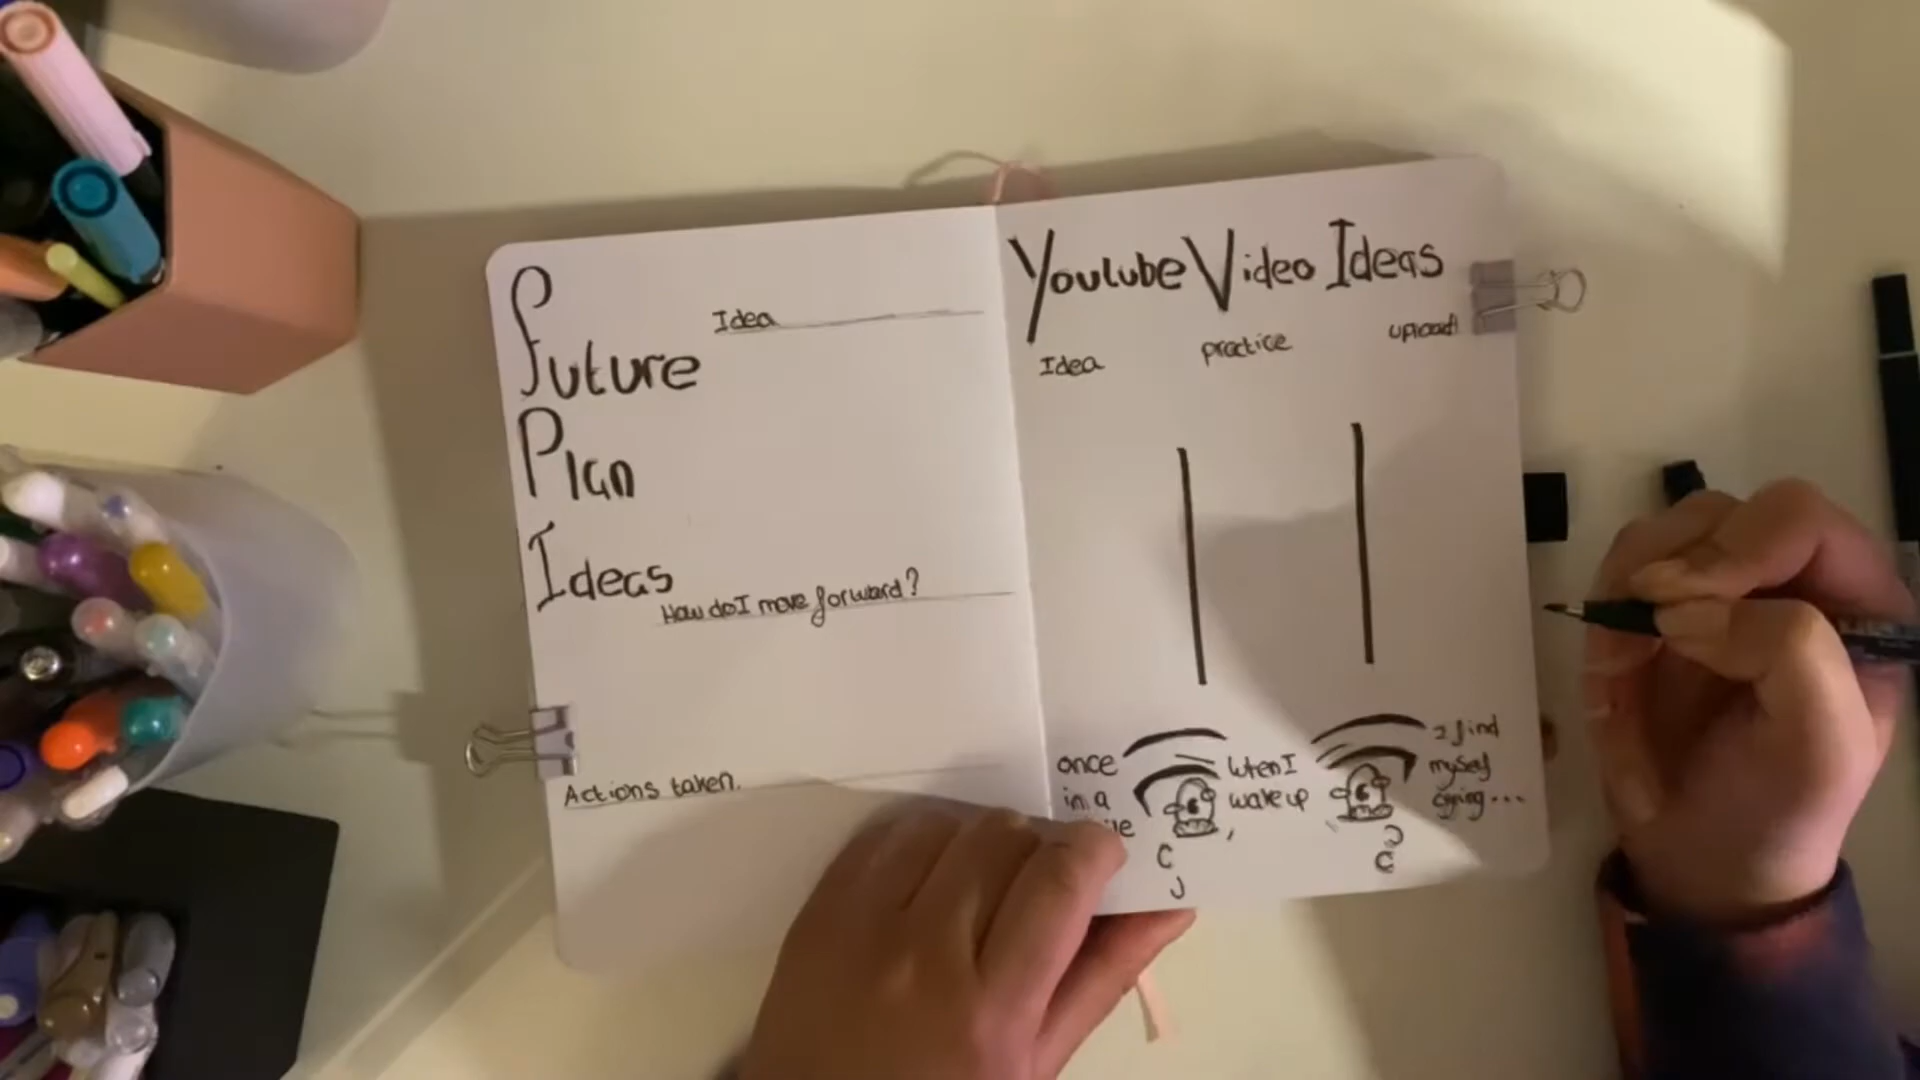 Future
Plan
Ideas
Idea
How do I move forward?
Actions taken.
Youtube Video Ideas
Idea
practice
upload!
once
in a
when I
wake up
I find
myself
crying...